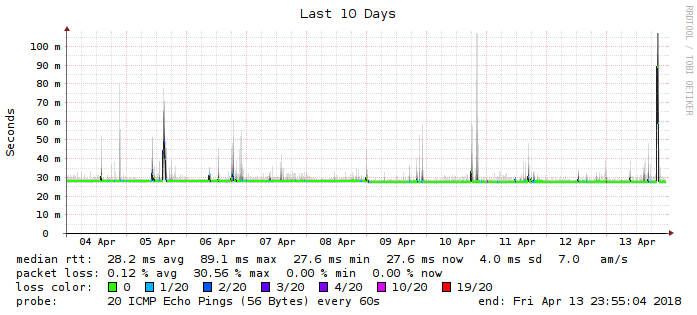 Last 10 Days
RRDTOOL / TOBI OETIKER
Seconds
100 m
90 m
80 m
70 m
60 m
50 m
40 m
30 m
20 m
10 m
0
04 Apr 05 Apr 06 Apr 07 Apr 08 Apr 09 Apr 10 Apr 11 Apr 12 Apr 13 Apr
median rtt: 28.2 ms avg 89.1 ms max 27.6 ms min 27.6 ms now 4.0 ms sd 7.0 am/s
packet loss: 0.12 % avg 30.56 % max 0.00 % min 0.00 % now
loss color: 0 1/20 2/20 3/20 4/20 10/20 19/20
probe: 20 ICMP Echo Pings (56 Bytes) every 60s end: Fri Apr 13 23:55:04 2018